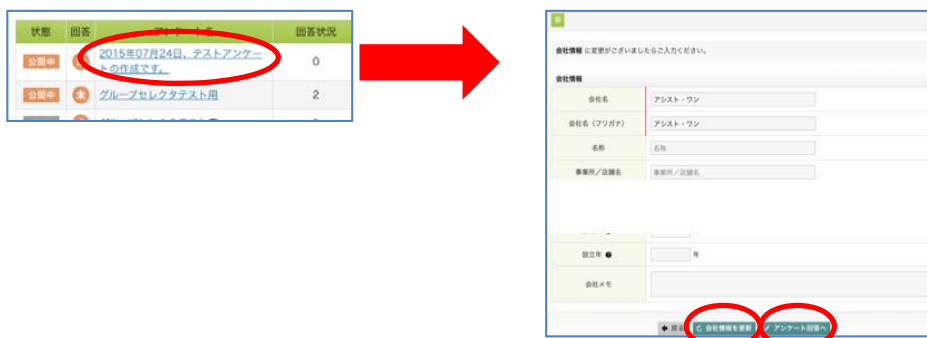 状態 回答 アンケート名 回答状況
公開中 2015年07月24日、テストアンケー
トの作成です。 0
公開中 未 グループセレクタテスト用 2
会社情報 に変更がございましたらご入力ください。
会社情報
会社名 アシスト・ワン
会社名（フリガナ） アシスト・ワン
名称 名称
事業所／店舗名 事業所／店舗名
設立年 年
会社メモ
会社情報を更新 アンケート回答へ